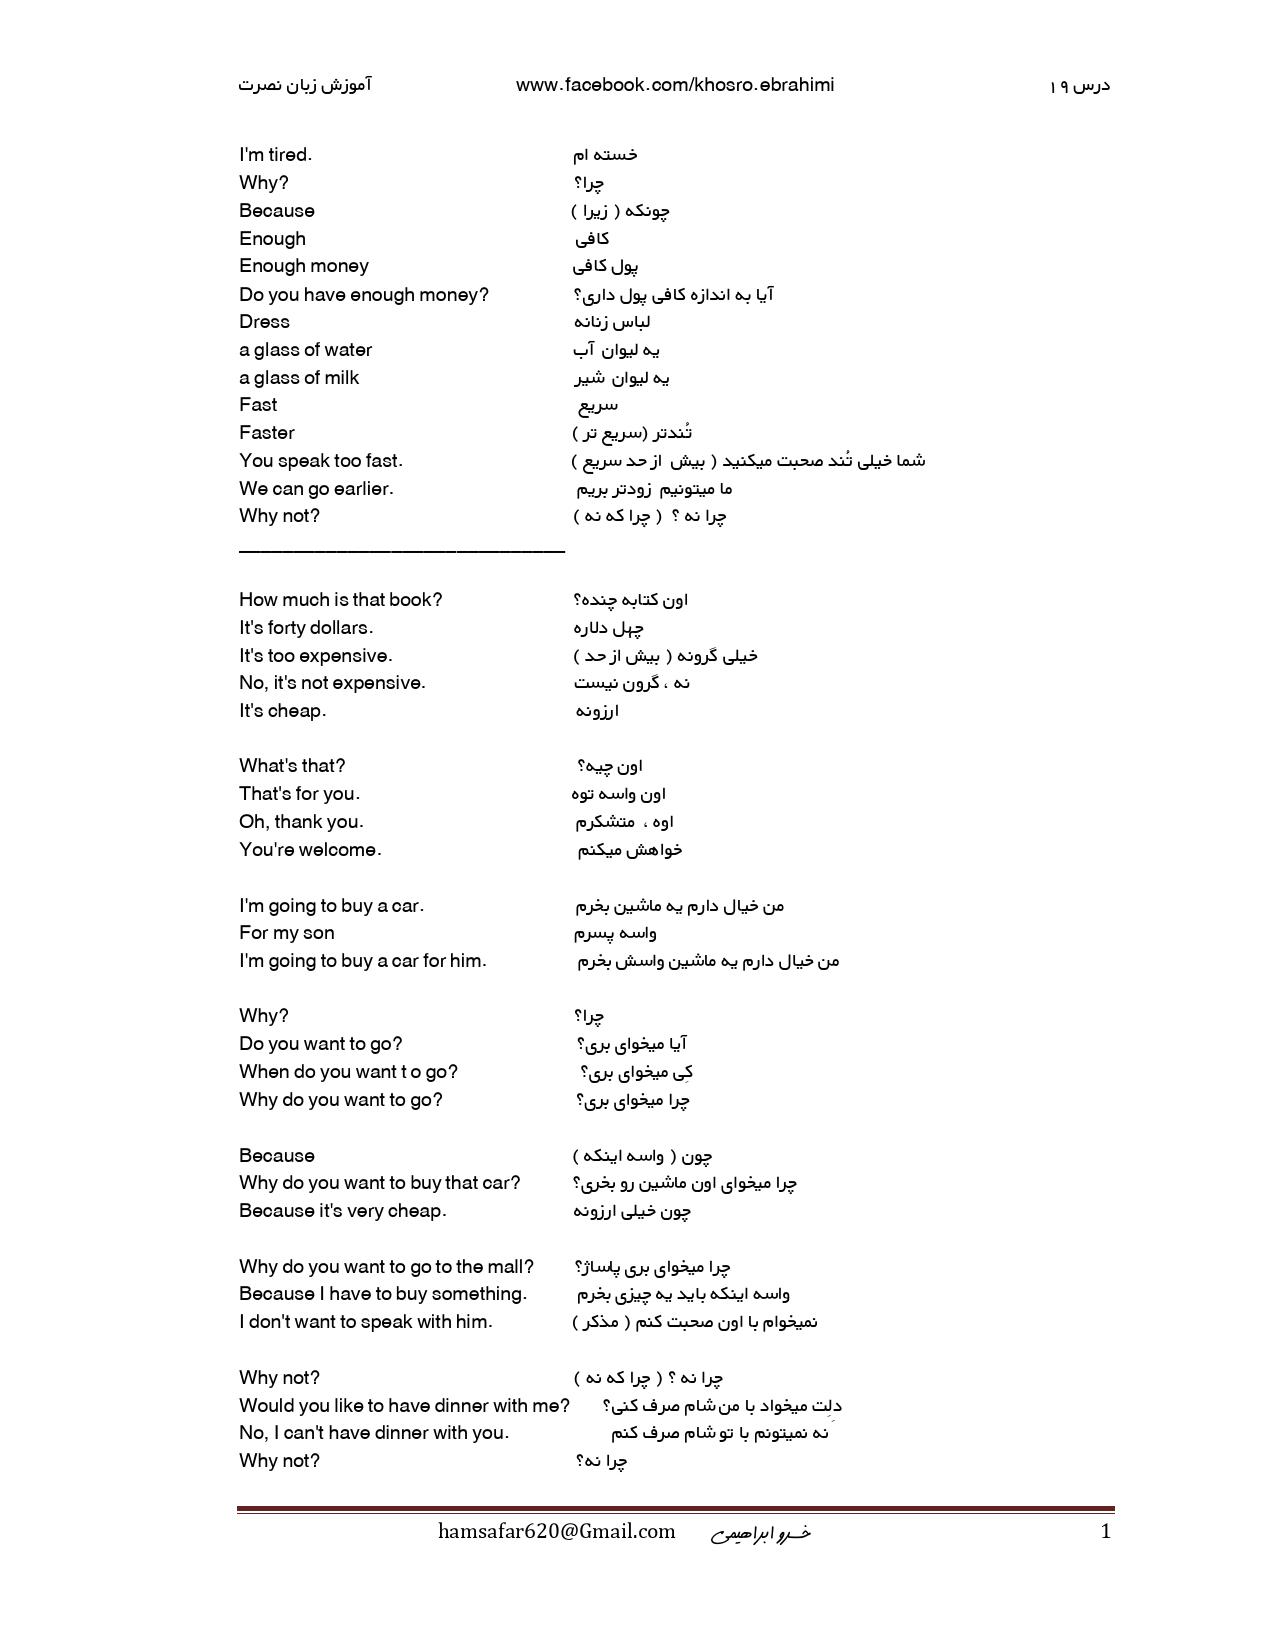 آموزش زبان نصرت www.facebook.com/khosro.ebrahimi درس ۱۹
I'm tired. خسته ام
Why? چرا؟
Because چونکه ( زیرا )
Enough کافی
Enough money پول کافی
Do you have enough money? آیا به اندازه کافی پول داری؟
Dress لباس زنانه
a glass of water یه لیوان آب
a glass of milk یه لیوان شیر
Fast سریع
Faster تُندتر (سریع تر )
You speak too fast. شما خیلی تُند صحبت میکنید ( بیش از حد سریع )
We can go earlier. ما میتونیم زودتر بریم
Why not? چرا نه ؟ ( چرا که نه )
How much is that book? اون کتابه چنده؟
It's forty dollars. چهل دلاره
It's too expensive. خیلی گرونه ( بیش از حد )
No, it's not expensive. نه ، گرون نیست
It's cheap. ارزونه
What's that? اون چیه؟
That's for you. اون واسه توه
Oh, thank you. اوه ، متشکرم
You're welcome. خواهش میکنم
I'm going to buy a car. من خیال دارم یه ماشین بخرم
For my son واسه پسرم
I'm going to buy a car for him. من خیال دارم یه ماشین واسش بخرم
Why? چرا؟
Do you want to go? آیا میخوای بری؟
When do you want t o go? کِی میخوای بری؟
Why do you want to go? چرا میخوای بری؟
Because چون ( واسه اینکه )
Why do you want to buy that car? چرا میخوای اون ماشین رو بخری؟
Because it's very cheap. چون خیلی ارزونه
Why do you want to go to the mall? چرا میخوای بری پاساژ؟
Because I have to buy something. واسه اینکه باید یه چیزی بخرم
I don't want to speak with him. نمیخوام با اون صحبت کنم ( مذکر )
Why not? چرا نه ؟ ( چرا که نه )
Would you like to have dinner with me? دِلِت میخواد با من شام صرف کنی؟
No, I can't have dinner with you. نه نمیتونم با تو شام صرف کنم
Why not? چرا نه؟
hamsafar620@Gmail.com خسرو ابراهیمی 1